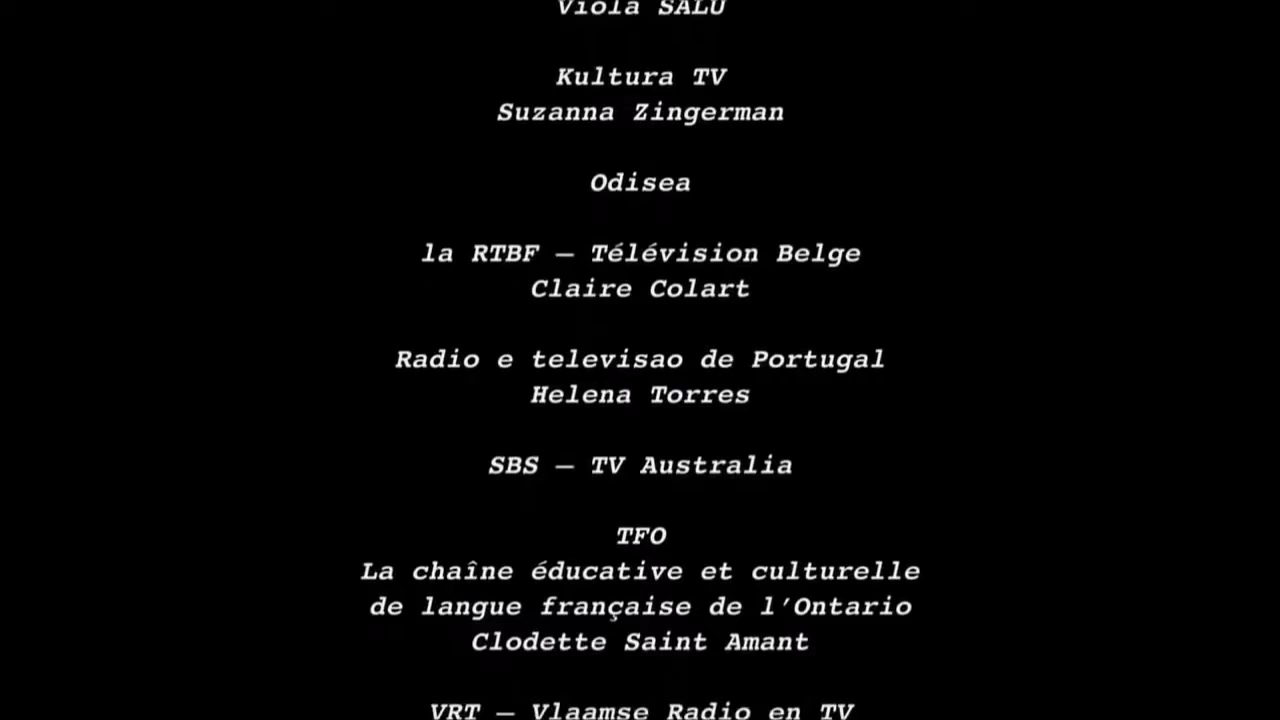 Viola SALU
Kultura TV
Suzanna Zingerman
Odisea
la RTBF – Télévision Belge
Claire Colart
Radio e televisao de Portugal
Helena Torres
SBS – TV Australia
TFO
La chaîne éducative et culturelle
de langue française de l'Ontario
Clodette Saint Amant
VRT – Vlaamse Radio en TV